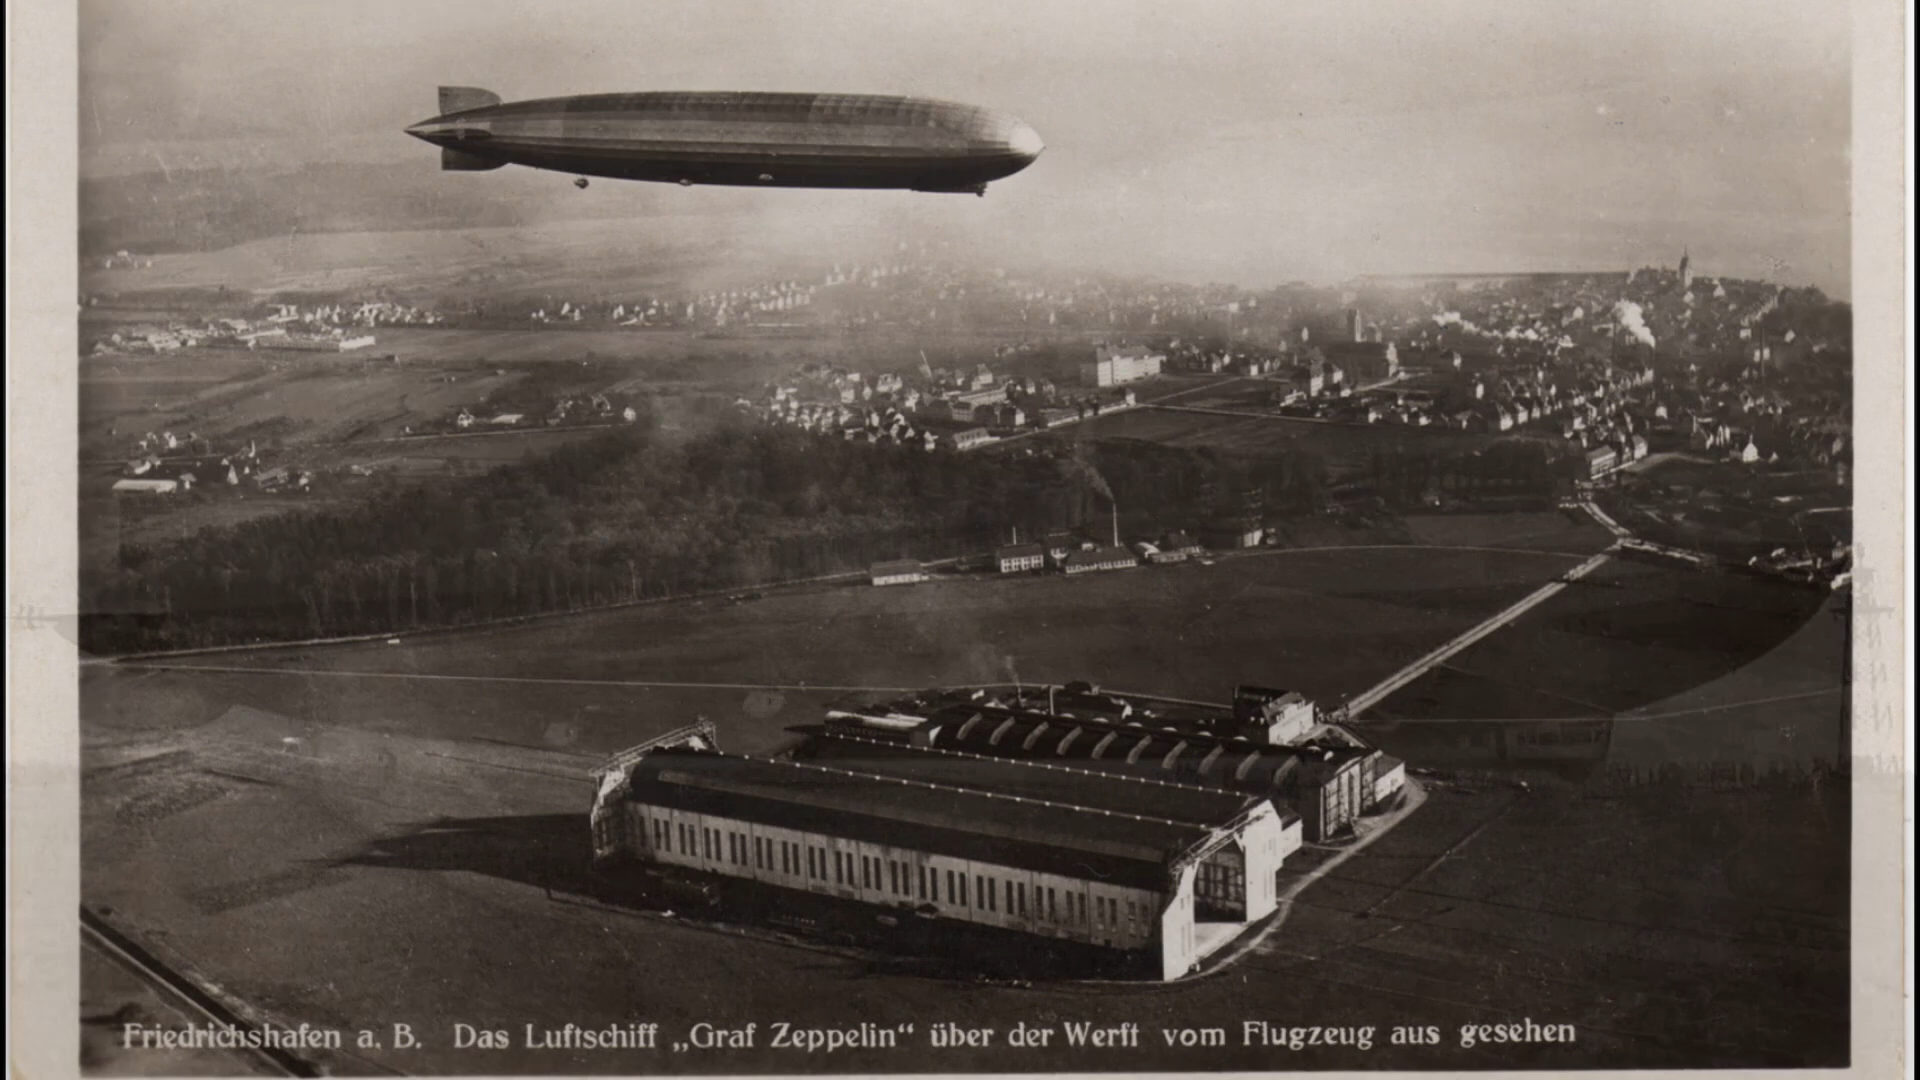 Friedrichshafen a. B. Das Luftschiff „Graf Zeppelin“ über der Werft vom Flugzeug aus gesehen